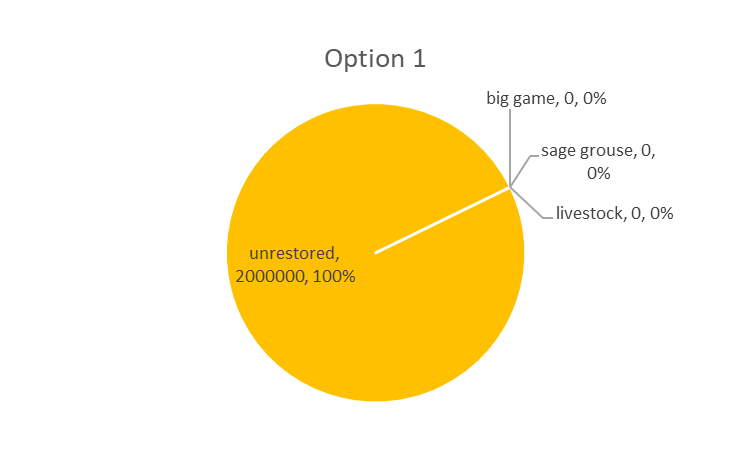 Option 1
big game, 0, 0%
sage grouse, 0,
0%
livestock, 0, 0%
unrestored,
2000000, 100%